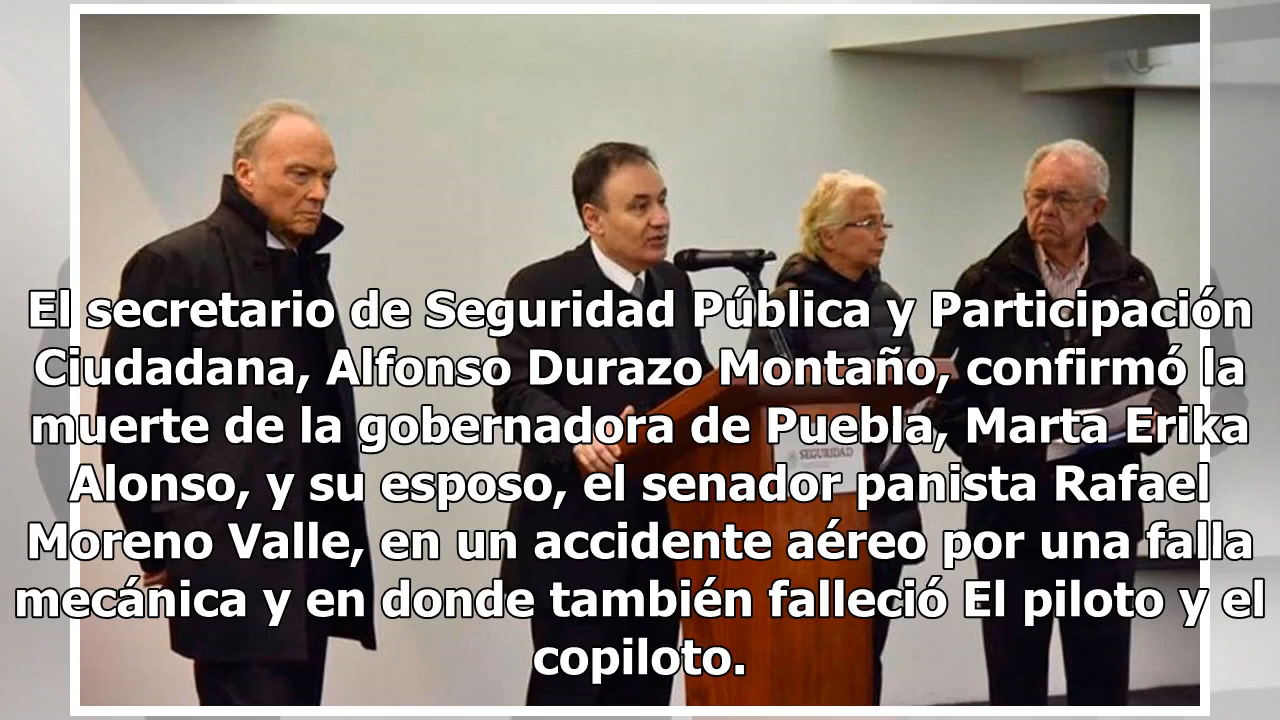 El secretario de Seguridad Pública y Participación
Ciudadana, Alfonso Durazo Montaño, confirmó la
muerte de la gobernadora de Puebla, Marta Erika
Alonso, y su esposo, el senador panista Rafael
Moreno Valle, en un accidente aéreo por una falla
mecánica y en donde también falleció El piloto y el
copiloto.
SEGURIDAD